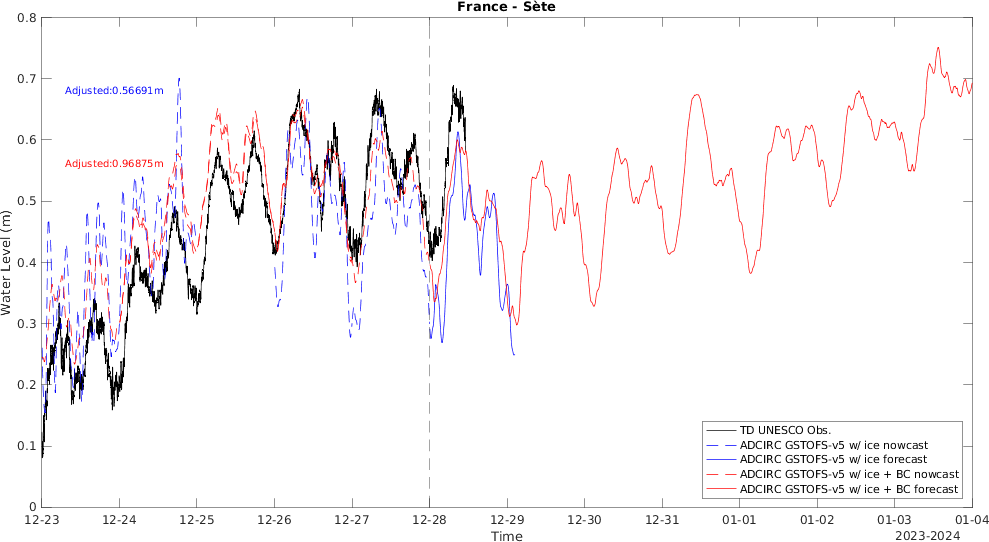 France - Sète
0.8
0.7
0.6
0.5
0.4
0.3
0.2
0.1
0
Water Level (m)
Adjusted:0.56691m
Adjusted:0.96875m
TD UNESCO Obs.
ADCIRC GSTOFS-v5 w/ ice nowcast
ADCIRC GSTOFS-v5 w/ ice forecast
ADCIRC GSTOFS-v5 w/ ice + BC nowcast
ADCIRC GSTOFS-v5 w/ ice + BC forecast
12-23 12-24 12-25 12-26 12-27 12-28 12-29 12-30 12-31 01-01 01-02 01-03 01-04
Time
2023-2024